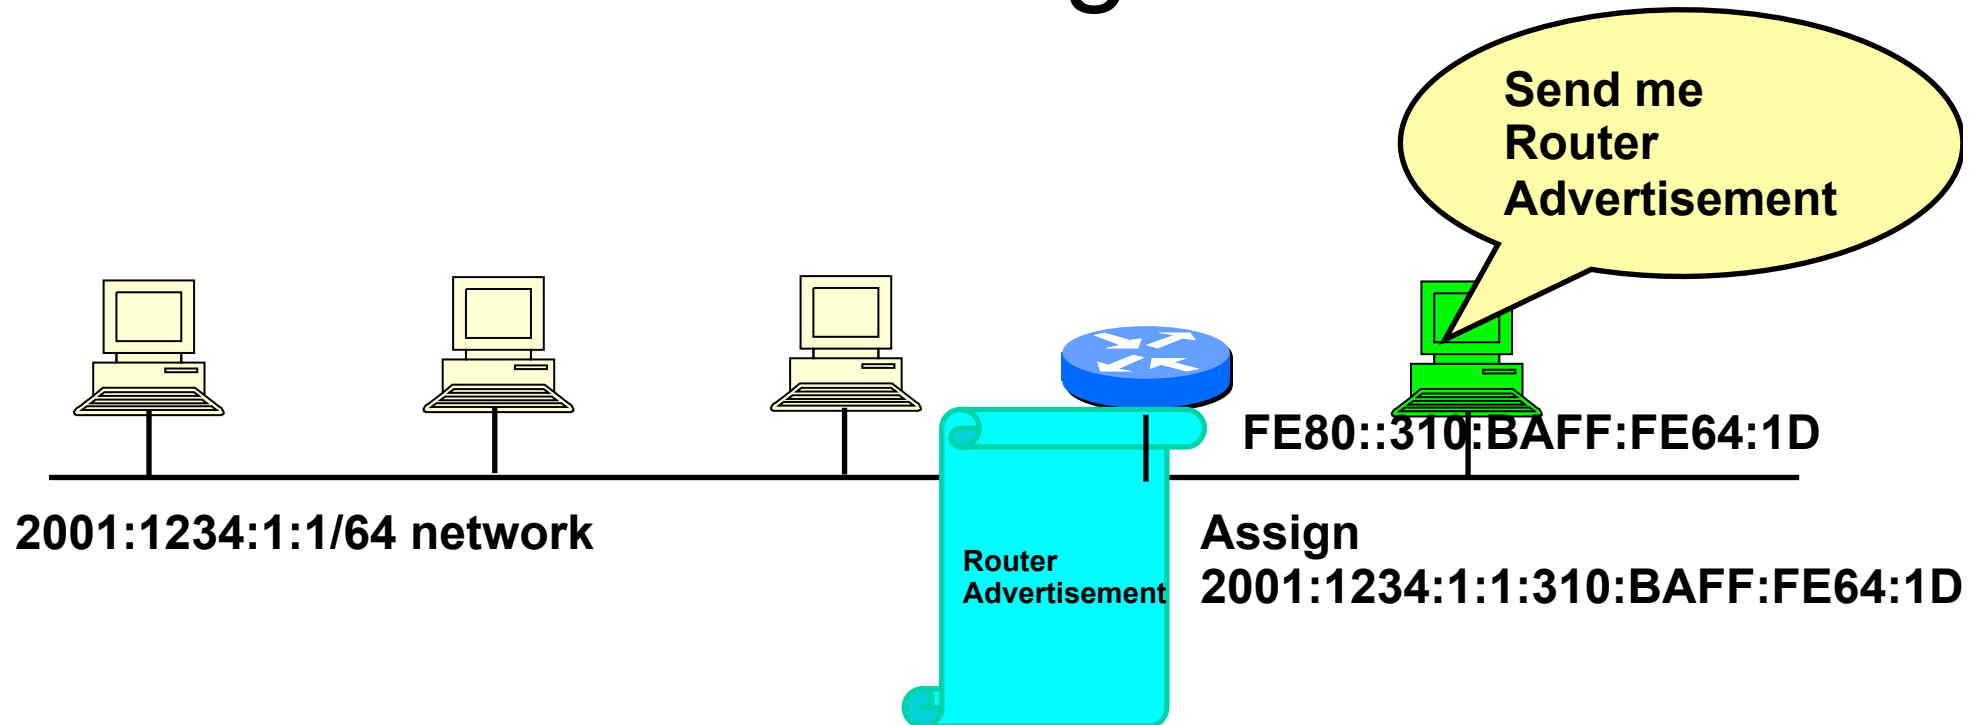 Send me
Router
Advertisement
FE80::310:BAFF:FE64:1D
2001:1234:1:1/64 network
Assign
2001:1234:1:1:310:BAFF:FE64:1D
Router
Advertisement